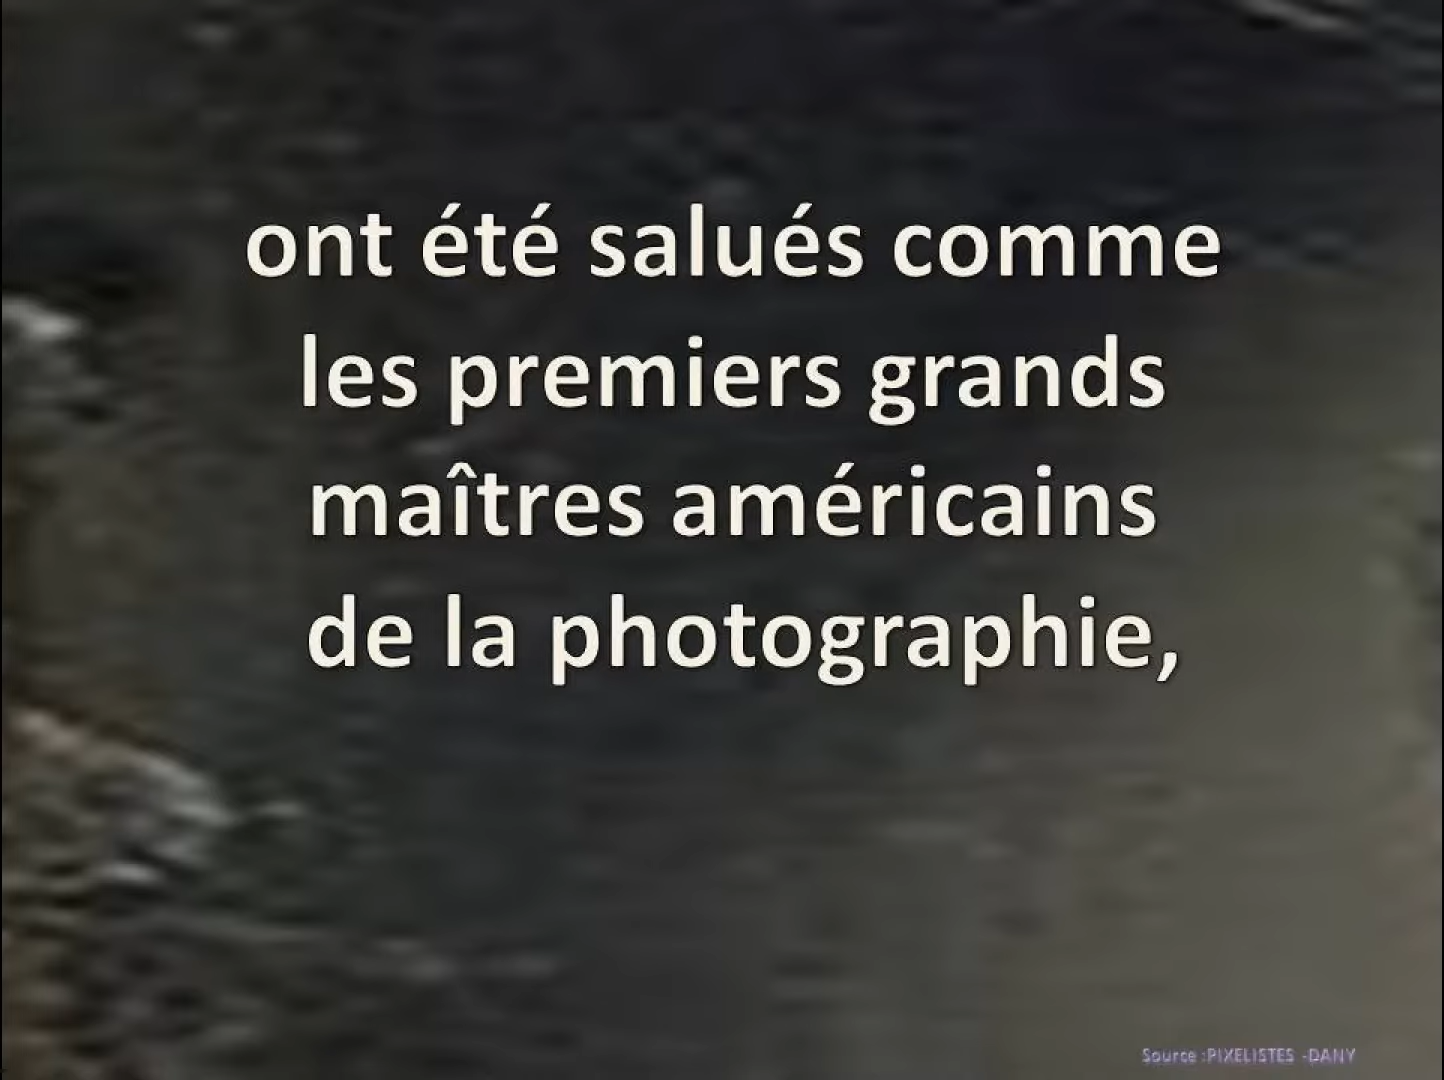 ont été salués comme
les premiers grands
maîtres américains
de la photographie,
Source :PIXELISTES -DANY